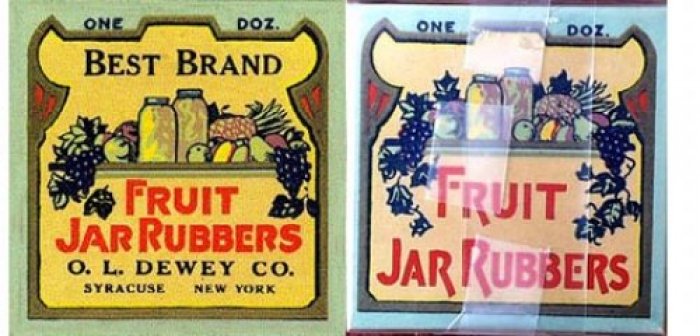 ONE DOZ.
BEST BRAND
FRUIT
JAR RUBBERS
O. L. DEWEY CO.
SYRACUSE NEW YORK
ONE DOZ.
FRUIT
JAR RUBBERS